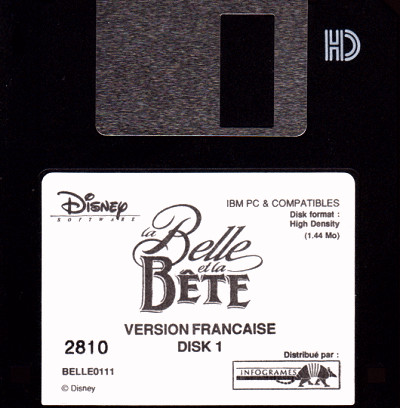 HD
Disney
SOFTWARE
IBM PC & COMPATIBLES
Disk format :
High Density
(1.44 Mo)
la
Belle
et la
BÊTE
VERSION FRANCAISE
DISK 1
2810
BELLE0111
© Disney
Distribué par :
INFOGRAMES